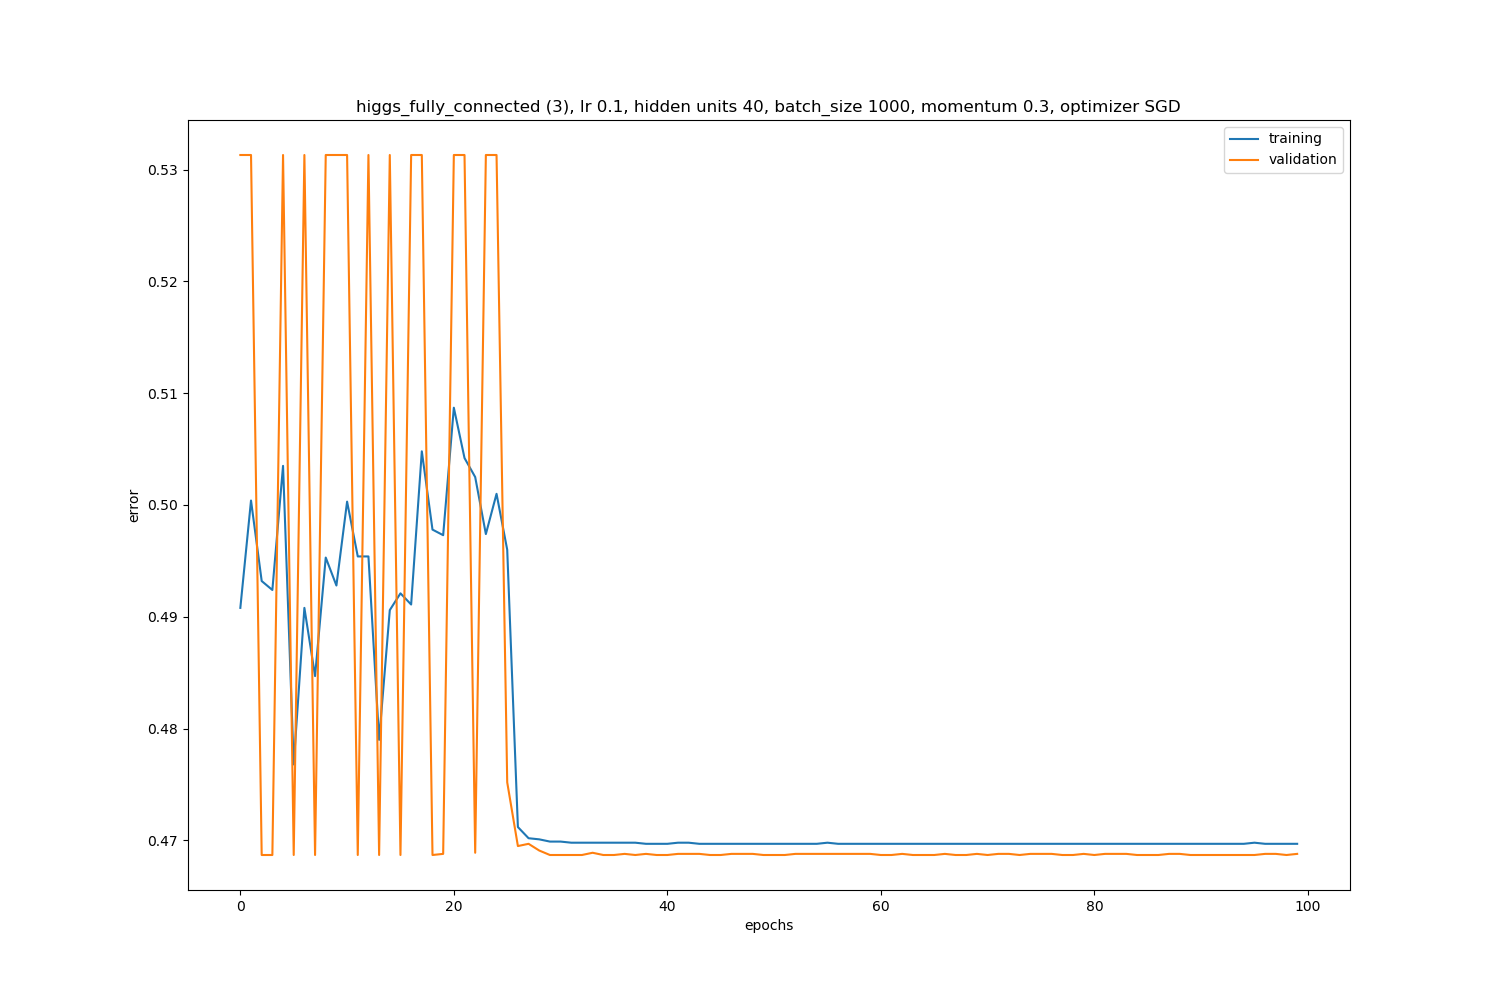 higgs_fully_connected (3), lr 0.1, hidden units 40, batch_size 1000, momentum 0.3, optimizer SGD
training
validation
0.53
0.52
0.51
0.50
0.49
0.48
0.47
error
0 20 40 60 80 100
epochs